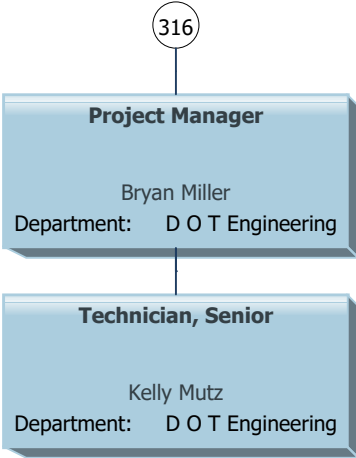 316
Project Manager
Bryan Miller
Department: D O T Engineering
Technician, Senior
Kelly Mutz
Department: D O T Engineering